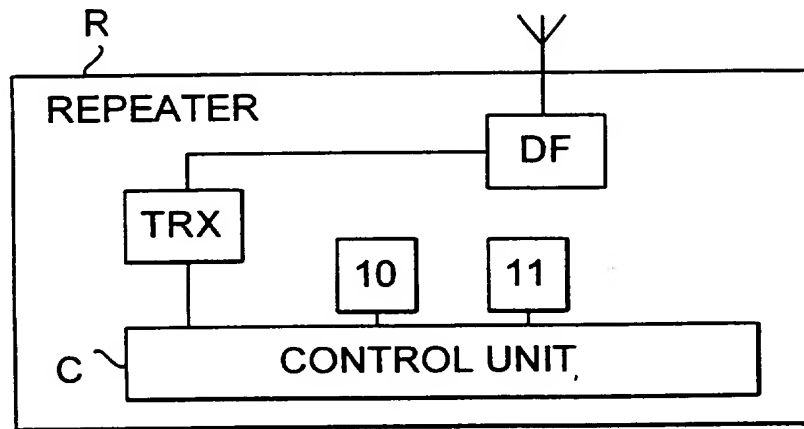 R
REPEATER
DF
TRX
10
11
C
CONTROL UNIT